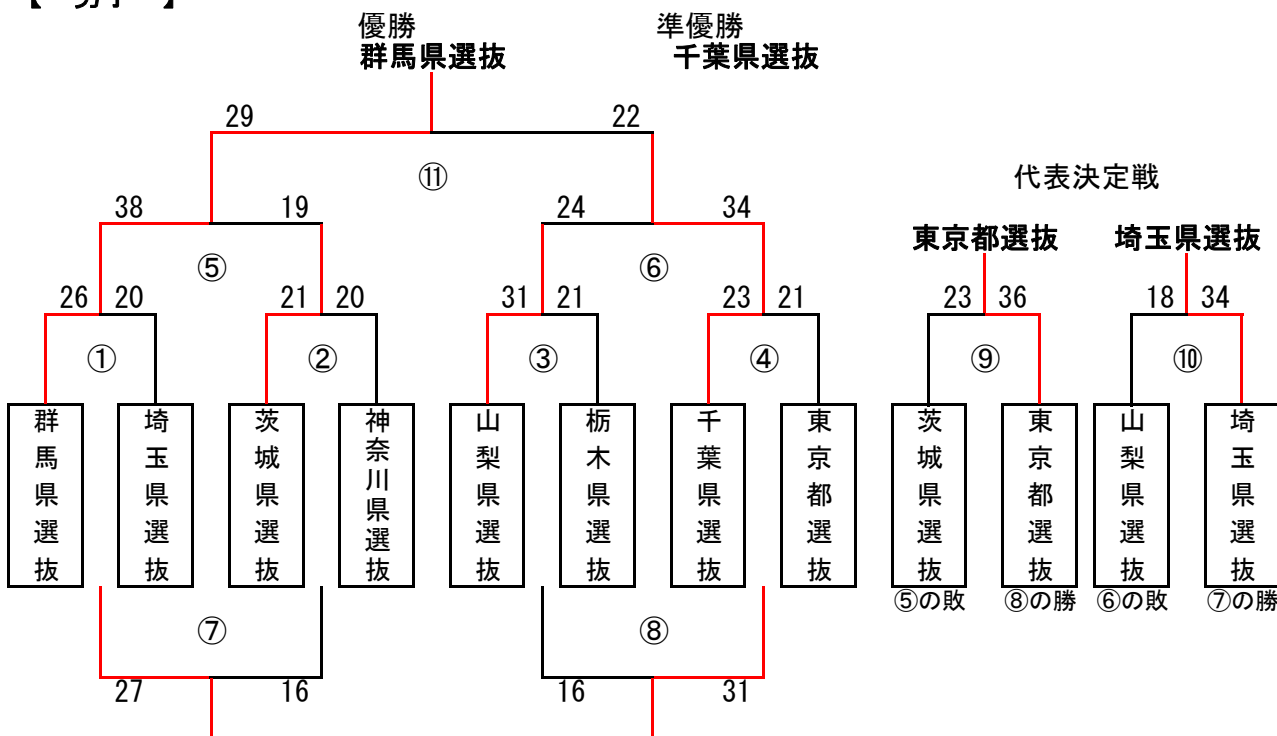 【 男子 】
優勝
群馬県選抜
準優勝
千葉県選抜
29
22
⑪
代表決定戦
38
19
24
34
東京都選抜
埼玉県選抜
⑤
⑥
26
20
21
20
31
21
23
21
23
36
18
34
①
②
③
④
⑨
⑩
群馬県選抜
埼玉県選抜
茨城県選抜
神奈川県選抜
山梨県選抜
栃木県選抜
千葉県選抜
東京都選抜
茨城県選抜
東京都選抜
山梨県選抜
埼玉県選抜
⑤の敗
⑧の勝
⑥の敗
⑦の勝
⑦
⑧
27
16
16
31